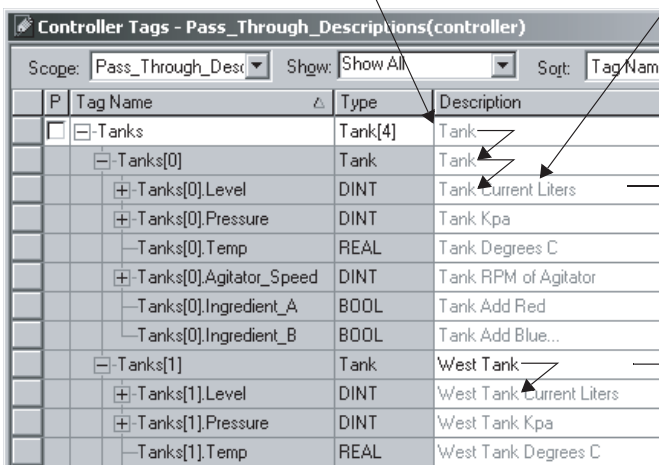 Controller Tags - Pass_Through_Descriptions(controller)
Scope: Pass_Through_Desc Show: Show All Sort: Tag Nam
P Tag Name Type Description
Tanks Tank[4] Tank
Tanks[0] Tank Tank
Tanks[0].Level DINT Tank Current Liters
Tanks[0].Pressure DINT Tank Kpa
Tanks[0].Temp REAL Tank Degrees C
Tanks[0].Agitator_Speed DINT Tank RPM of Agitator
Tanks[0].Ingredient_A BOOL Tank Add Red
Tanks[0].Ingredient_B BOOL Tank Add Blue...
Tanks[1] Tank West Tank
Tanks[1].Level DINT West Tank Current Liters
Tanks[1].Pressure DINT West Tank Kpa
Tanks[1].Temp REAL West Tank Degrees C